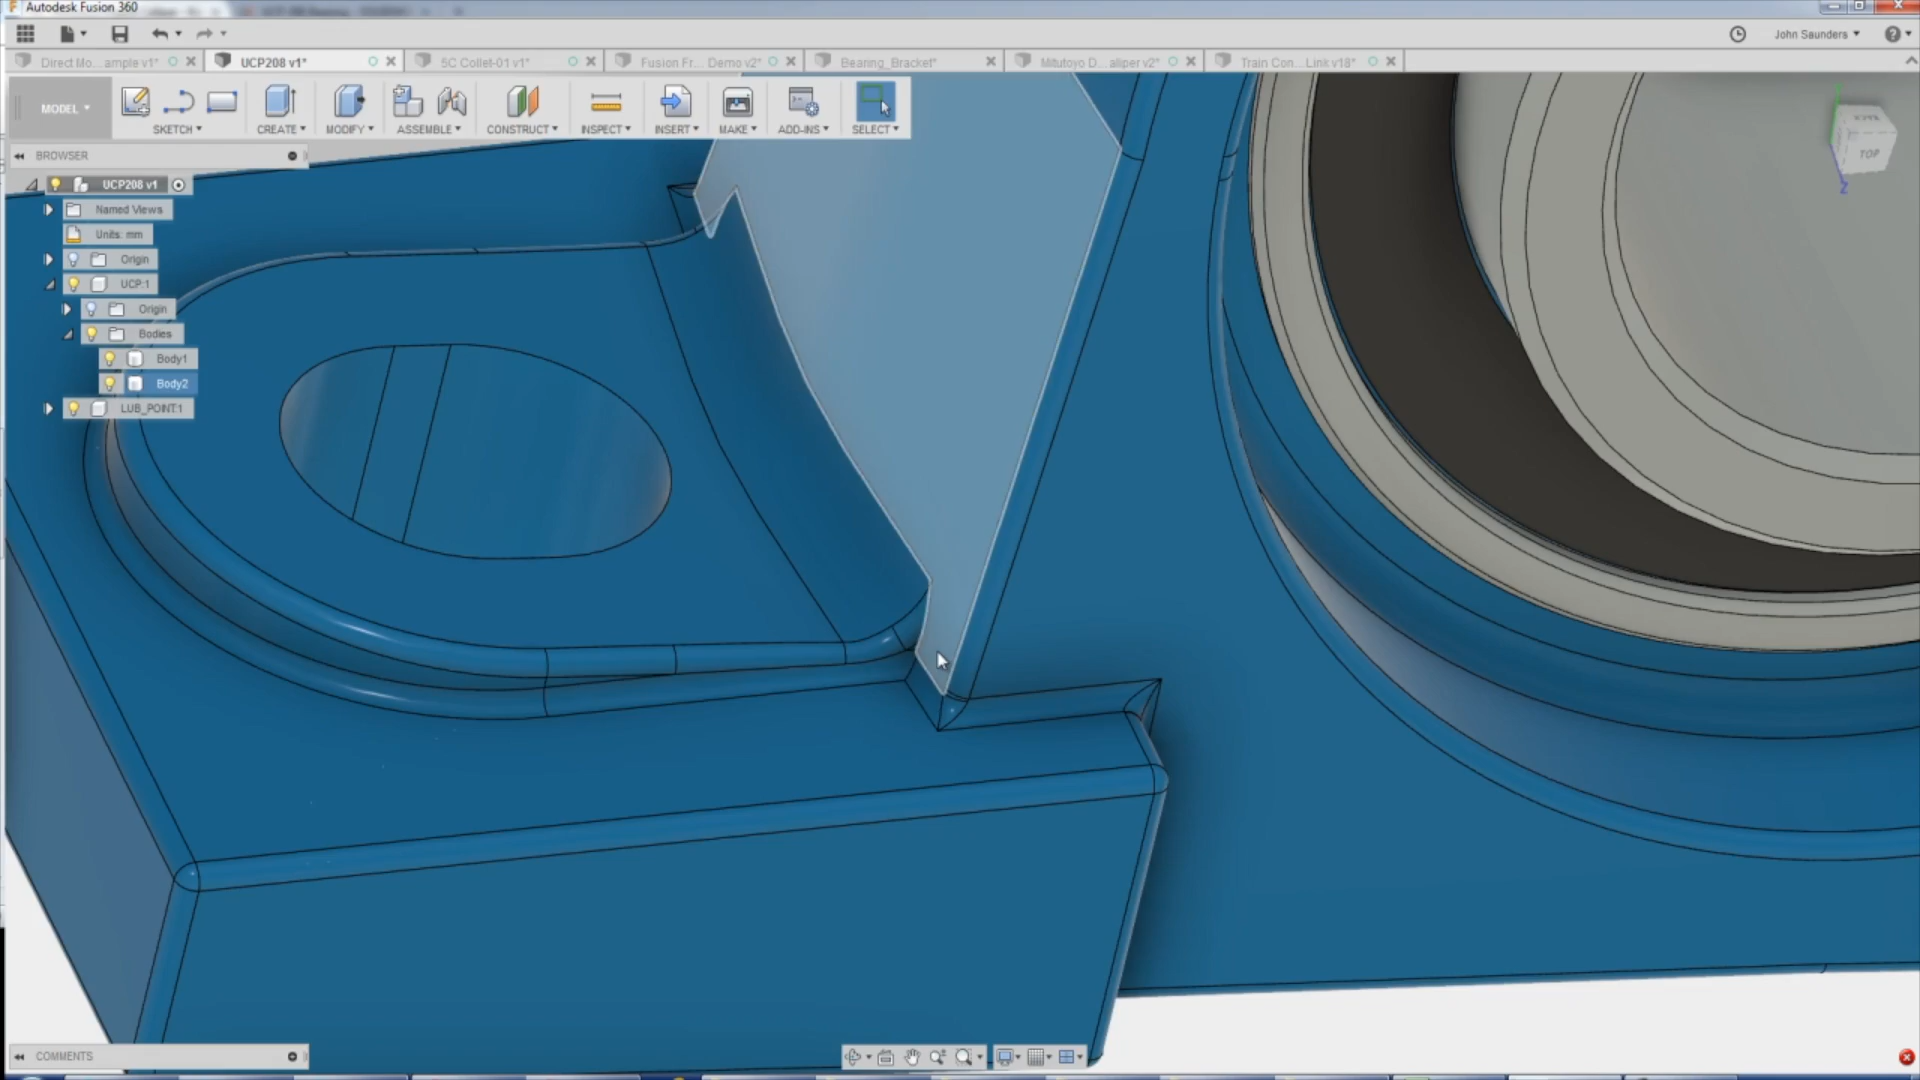 Autodesk Fusion 360
John Saunders
Direct Mo...ample v1*
UCP208 v1*
5C Collet-01 v1*
Fusion Fr... Demo v2*
Bearing_Bracket*
Mitutoyo D...aliper v2*
Train Con...Link v18*
MODEL
SKETCH
CREATE
MODIFY
ASSEMBLE
CONSTRUCT
INSPECT
INSERT
MAKE
ADD-INS
SELECT
BROWSER
UCP208 v1
Named Views
Units: mm
Origin
UCP:1
Origin
Bodies
Body1
Body2
LUB_POINT:1
TOP
Z
COMMENTS